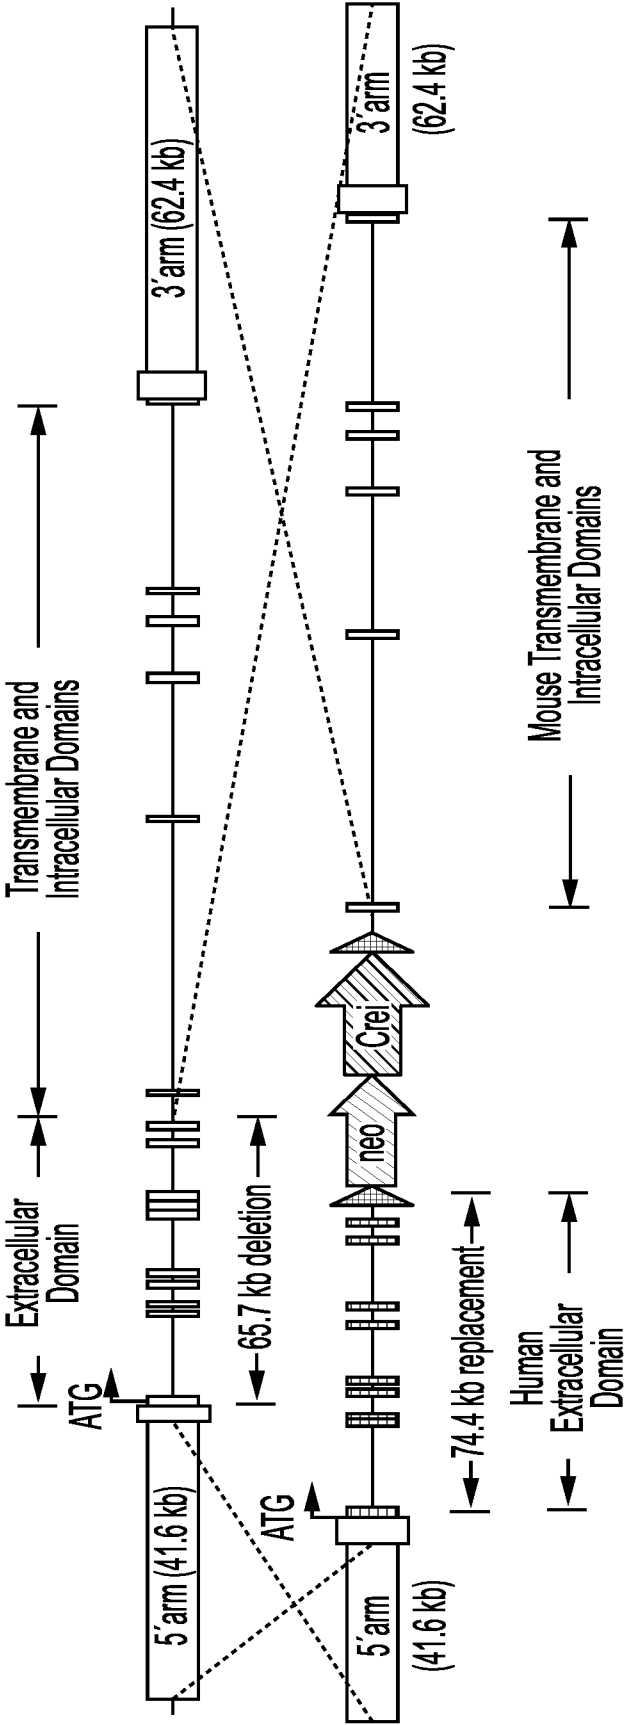 Extracellular
Domain
Transmembrane and
Intracellular Domains
ATG
5´arm (41.6 kb)
3´arm (62.4 kb)
65.7 kb deletion
ATG
5´arm
(41.6 kb)
neo
Crei
3´arm
(62.4 kb)
74.4 kb replacement
Human
Extracellular
Domain
Mouse Transmembrane and
Intracellular Domains